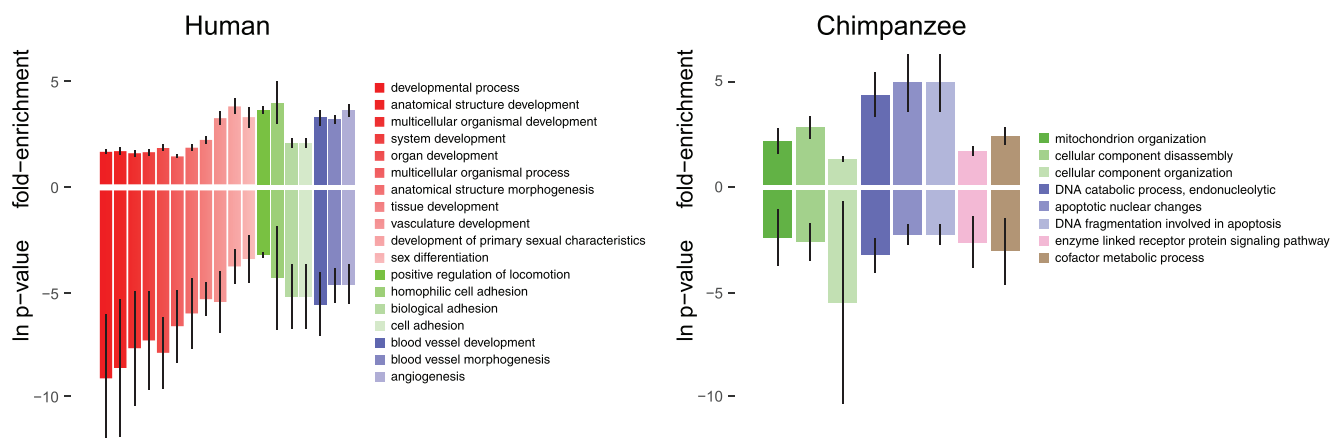 Human
fold−enrichment
ln p−value
5
0
−5
−10
developmental process
anatomical structure development
multicellular organismal development
system development
organ development
multicellular organismal process
anatomical structure morphogenesis
tissue development
vasculature development
development of primary sexual characteristics
sex differentiation
positive regulation of locomotion
homophilic cell adhesion
biological adhesion
cell adhesion
blood vessel development
blood vessel morphogenesis
angiogenesis
Chimpanzee
fold−enrichment
ln p−value
5
0
−5
−10
mitochondrion organization
cellular component disassembly
cellular component organization
DNA catabolic process, endonucleolytic
apoptotic nuclear changes
DNA fragmentation involved in apoptosis
enzyme linked receptor protein signaling pathway
cofactor metabolic process